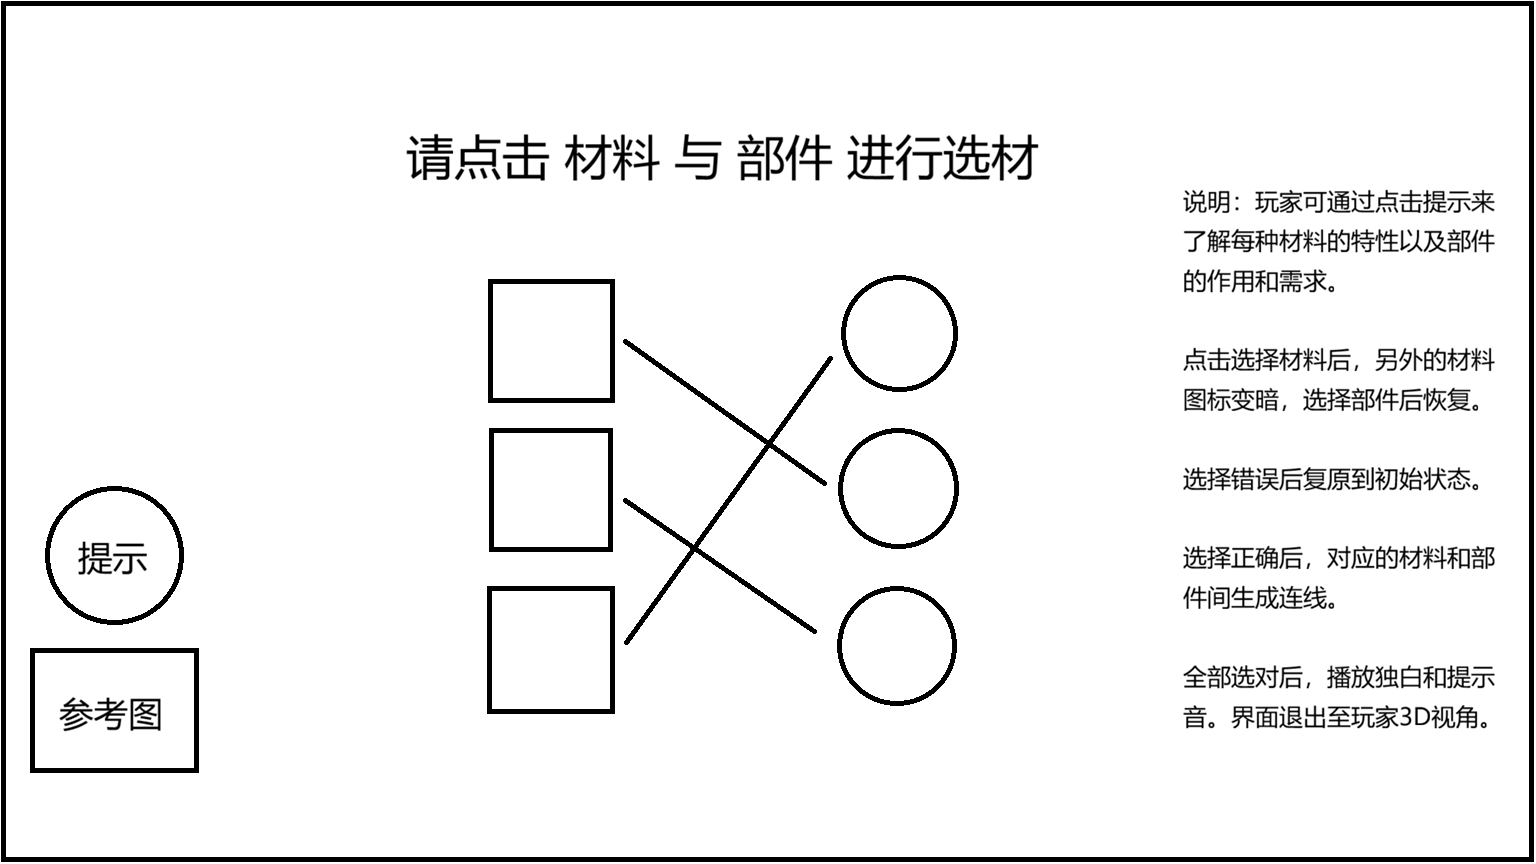 请点击 材料 与 部件 进行选材
说明：玩家可通过点击提示来
了解每种材料的特性以及部件
的作用和需求。
点击选择材料后，另外的材料
图标变暗，选择部件后恢复。
选择错误后复原到初始状态。
选择正确后，对应的材料和部
件间生成连线。
全部选对后，播放独白和提示
音。界面退出至玩家3D视角。
提示
参考图